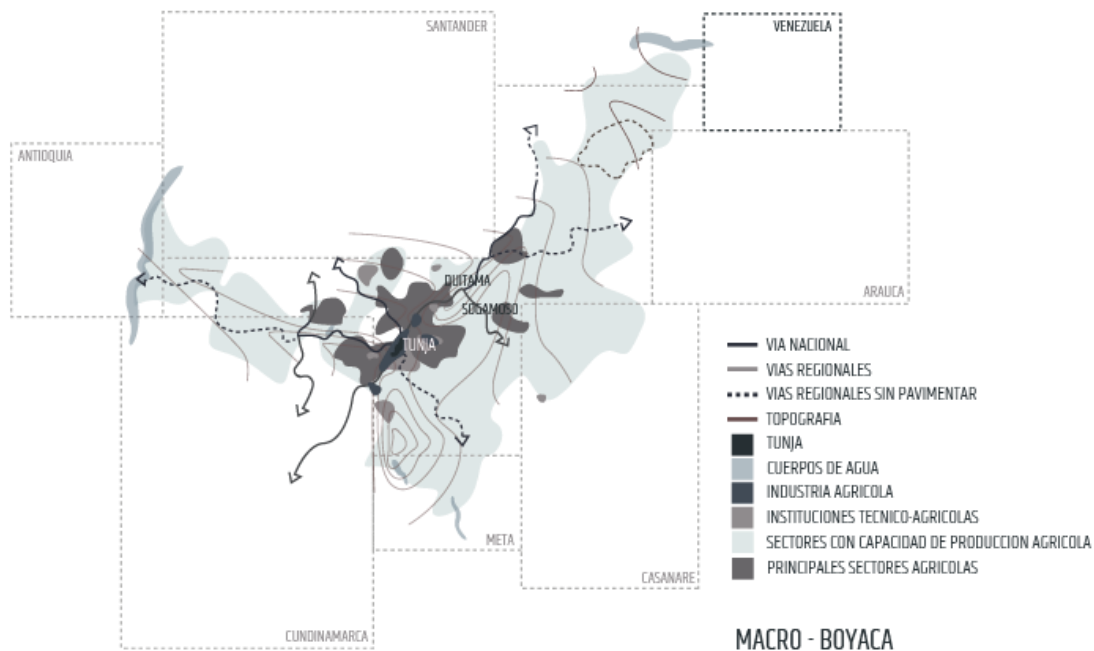 SANTANDER
VENEZUELA
ANTIOQUIA
DUITAMA
ARAUCA
SOGAMOSO
TUNJA
VIA NACIONAL
VIAS REGIONALES
VIAS REGIONALES SIN PAVIMENTAR
TOPOGRAFIA
TUNJA
CUERPOS DE AGUA
INDUSTRIA AGRICOLA
INSTITUCIONES TECNICO-AGRICOLAS
SECTORES CON CAPACIDAD DE PRODUCCION AGRICOLA
PRINCIPALES SECTORES AGRICOLAS
META
CASANARE
CUNDINAMARCA
MACRO - BOYACA